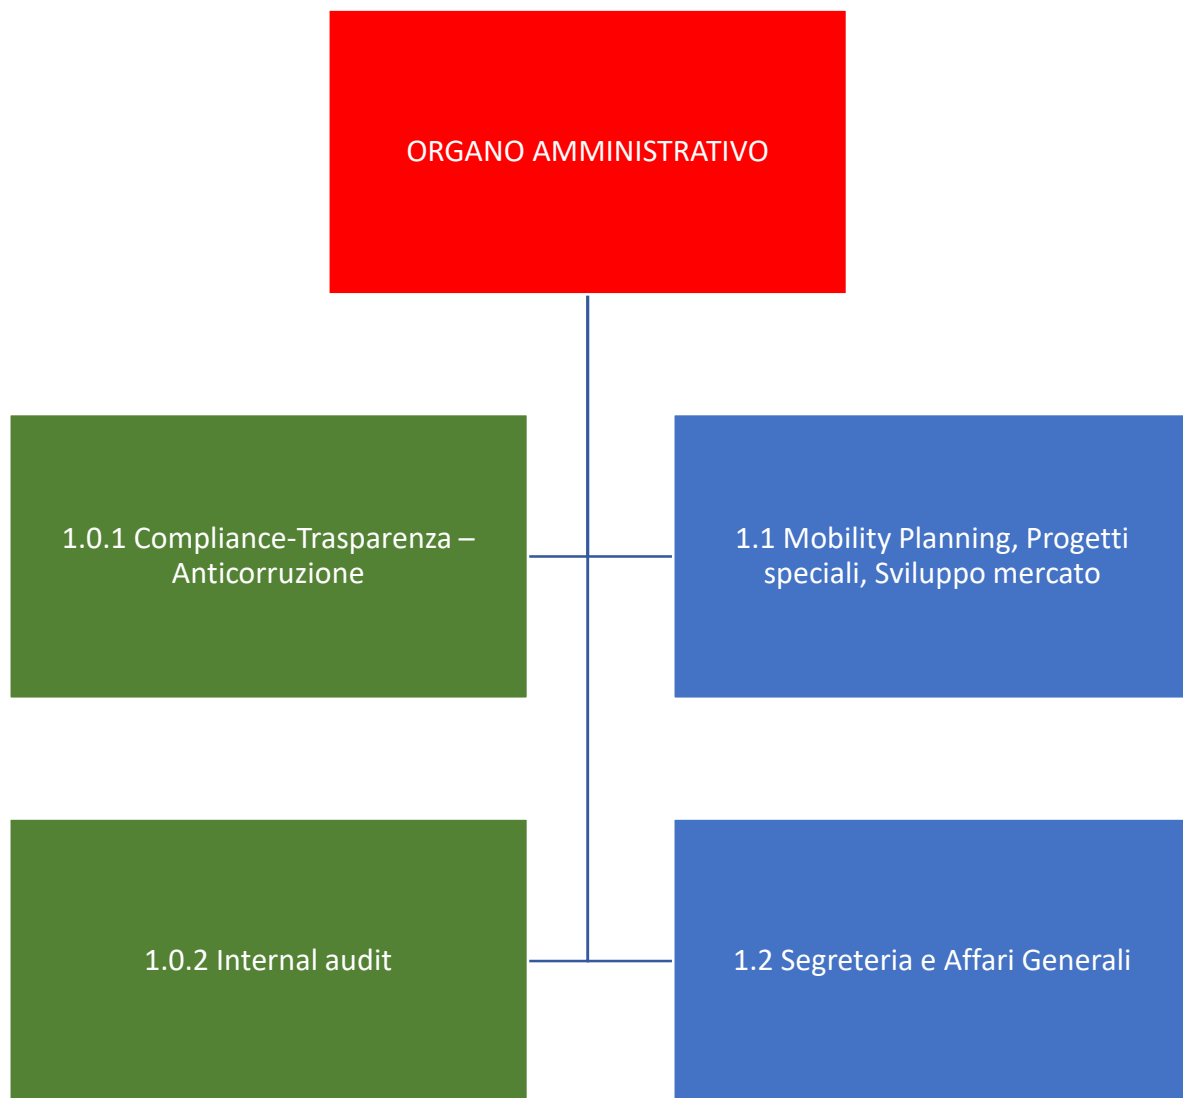 ORGANO AMMINISTRATIVO
1.0.1 Compliance-Trasparenza –
Anticorruzione
1.1 Mobility Planning, Progetti
speciali, Sviluppo mercato
1.0.2 Internal audit
1.2 Segreteria e Affari Generali